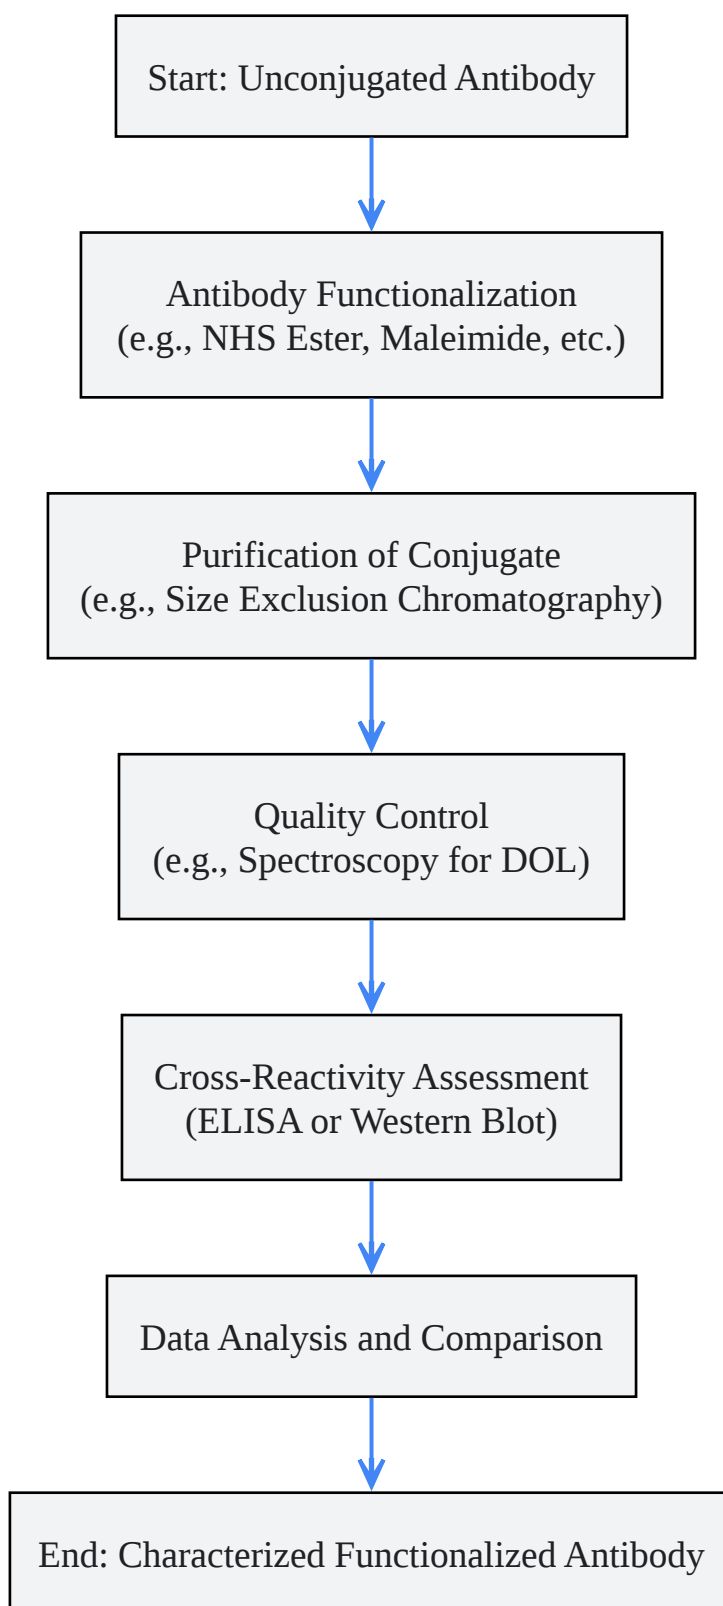 Start: Unconjugated Antibody
Antibody Functionalization
(e.g., NHS Ester, Maleimide, etc.)
Purification of Conjugate
(e.g., Size Exclusion Chromatography)
Quality Control
(e.g., Spectroscopy for DOL)
Cross-Reactivity Assessment
(ELISA or Western Blot)
Data Analysis and Comparison
End: Characterized Functionalized Antibody